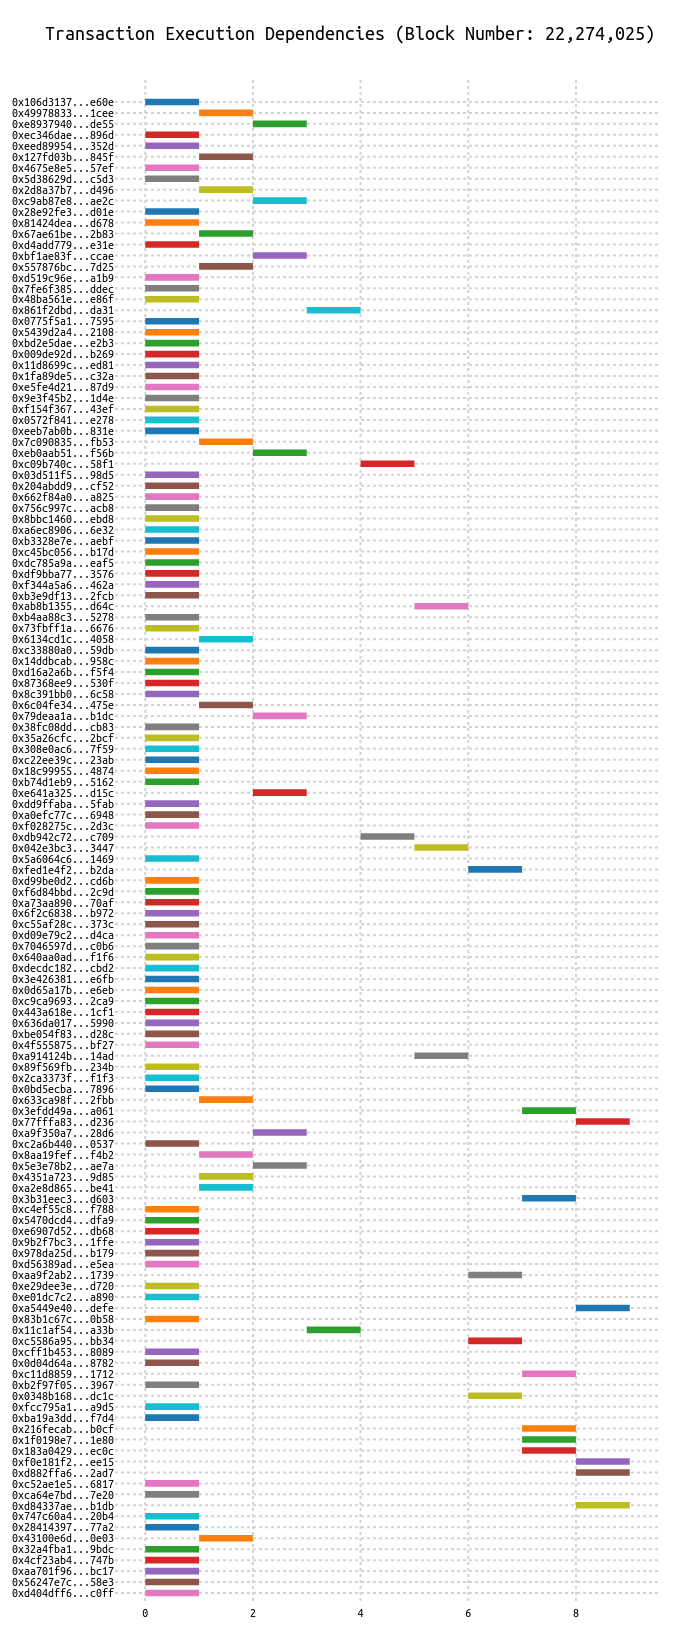 Transaction Execution Dependencies (Block Number: 22,274,025)
0x106d3137...e60e
0x49978833...1cee
0xe8937940...de55
0xec346dae...896d
0xeed89954...352d
0x127fd03b...845f
0x4675e8e5...57ef
0x5d38629d...c5d3
0x2d8a37b7...d496
0xc9ab87e8...ae2c
0x28e92fe3...d01e
0x81424dea...d678
0x67ae61be...2b83
0xd4add779...e31e
0xbf1ae83f...ccae
0x557876bc...7d25
0xd519c96e...a1b9
0x7fe6f385...ddec
0x48ba561e...e86f
0x861f2dbd...da31
0x0775f5a1...7595
0x5439d2a4...2108
0xbd2e5dae...e2b3
0x009de92d...b269
0x11d8699c...ed81
0x1fa89de5...c32a
0xe5fe4d21...87d9
0x9e3f45b2...1d4e
0xf154f367...43ef
0x0572f841...e278
0xeeb7ab0b...831e
0x7c090835...fb53
0xeb0aab51...f56b
0xc09b740c...58f1
0x03d511f5...98d5
0x204abdd9...cf52
0x662f84a0...a825
0x756c997c...acb8
0x8bbc1460...ebd8
0xa6ec8906...6e32
0xb3328e7e...aebf
0xc45bc056...b17d
0xdc785a9a...eaf5
0xdf9bba77...3576
0xf344a5a6...462a
0xb3e9df13...2fcb
0xab8b1355...d64c
0xb4aa88c3...5278
0x73fbff1a...6676
0x6134cd1c...4058
0xc33880a0...59db
0x14ddbcab...958c
0xd16a2a6b...f5f4
0x87368ee9...530f
0x8c391bb0...6c58
0x6c04fe34...475e
0x79deaa1a...b1dc
0x38fc08dd...cb83
0x35a26cfc...2bcf
0x308e0ac6...7f59
0xc22ee39c...23ab
0x18c99955...4874
0xb74d1eb9...5162
0xe641a325...d15c
0xdd9ffaba...5fab
0xa0efc77c...6948
0xf028275c...2d3c
0xdb942c72...c709
0x042e3bc3...3447
0x5a6064c6...1469
0xfed1e4f2...b2da
0xd99be0d2...cd6b
0xf6d84bbd...2c9d
0xa73aa890...70af
0x6f2c6838...b972
0xc55af28c...373c
0xd09e79c2...d4ca
0x7046597d...c0b6
0x640aa0ad...f1f6
0xdecdc182...cbd2
0x3e426381...e6fb
0x0d65a17b...e6eb
0xc9ca9693...2ca9
0x443a618e...1cf1
0x636da017...5990
0xbe054f83...d28c
0x4f555875...bf27
0xa914124b...14ad
0x89f569fb...234b
0x2ca3373f...f1f3
0x0bd5ecba...7896
0x633ca98f...2fbb
0x3efdd49a...a061
0x77fffa83...d236
0xa9f350a7...28d6
0xc2a6b440...0537
0x8aa19fef...f4b2
0x5e3e78b2...ae7a
0x4351a723...9d85
0xa2e8d865...be41
0x3b31eec3...d603
0xc4ef55c8...f788
0x5470dcd4...dfa9
0xe6907d52...db68
0x9b2f7bc3...1ffe
0x978da25d...b179
0xd56389ad...e5ea
0xaa9f2ab2...1739
0xe29dee3e...d720
0xe01dc7c2...a890
0xa5449e40...defe
0x83b1c67c...0b58
0x11c1af54...a33b
0xc5586a95...bb34
0xcff1b453...8089
0x0d04d64a...8782
0xc11d8859...1712
0xb2f97f05...3967
0x0348b168...dc1c
0xfcc795a1...a9d5
0xba19a3dd...f7d4
0x216fecab...b0cf
0x1f0198e7...1e80
0x183a0429...ec0c
0xf0e181f2...ee15
0xd882ffa6...2ad7
0xc52ae1e5...6817
0xca64e7bd...7e20
0xd84337ae...b1db
0x747c60a4...20b4
0x28414397...77a2
0x43100e6d...0e03
0x32a4fba1...9bdc
0x4cf23ab4...747b
0xaa701f96...bc17
0x56247e7c...58e3
0xd404dff6...c0ff
0 2 4 6 8